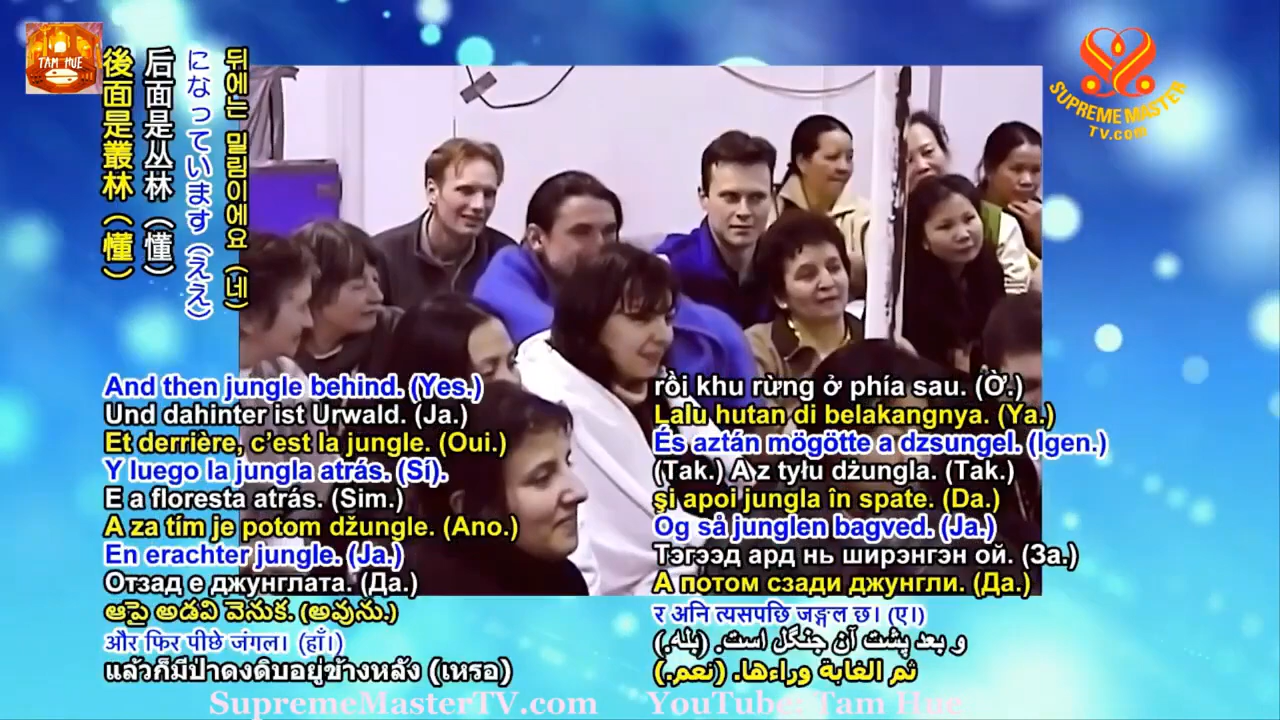 TAM HUE
SUPREME MASTER
TV.com
後面是叢林（懂）
后面是丛林（懂）
になっています（ええ）
뒤에는 밀림이에요 (네)
And then jungle behind. (Yes.)
Und dahinter ist Urwald. (Ja.)
Et derrière, c’est la jungle. (Oui.)
Y luego la jungla atrás. (Sí).
E a floresta atrás. (Sim.)
A za tím je potom džungle. (Ano.)
En erachter jungle. (Ja.)
Отзад е джунглата. (Да.)
ఆపై అడవి వెనుక. (అవును.)
और फिर पीछे जंगल। (हाँ।)
แล้วก็มีป่าดงดิบอยู่ข้างหลัง (เหรอ)
rồi khu rừng ở phía sau. (Ờ.)
Lalu hutan di belakangnya. (Ya.)
És aztán mögötte a dzsungel. (Igen.)
(Tak.) A z tyłu dżungla. (Tak.)
şi apoi jungla în spate. (Da.)
Og så junglen bagved. (Ja.)
Тэгээд ард нь ширэнгэн ой. (За.)
А потом сзади джунгли. (Да.)
र अनि त्यसपछि जङ्गल छ। (ए।)
و بعد پشت آن جنگل است. (بله.)
ثم الغابة وراءها. (نعم.)
SupremeMasterTV.com
YouTube: Tam Hue